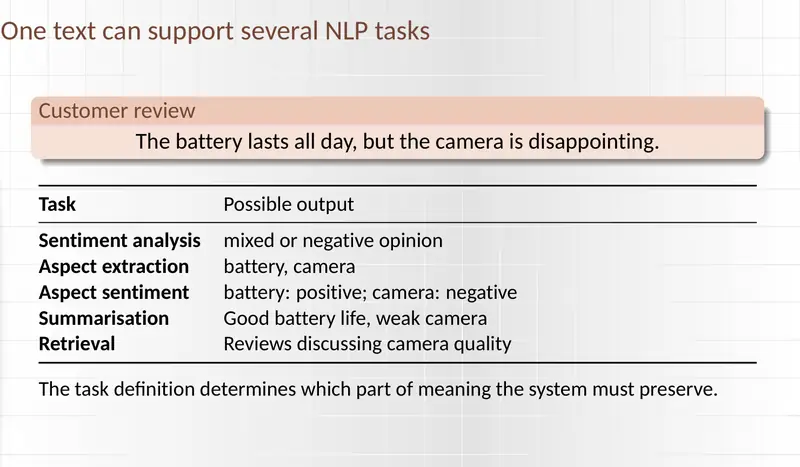 One text can support several NLP tasks
Customer review
The battery lasts all day, but the camera is disappointing.
Task Possible output
Sentiment analysis mixed or negative opinion
Aspect extraction battery, camera
Aspect sentiment battery: positive; camera: negative
Summarisation Good battery life, weak camera
Retrieval Reviews discussing camera quality
The task definition determines which part of meaning the system must preserve.